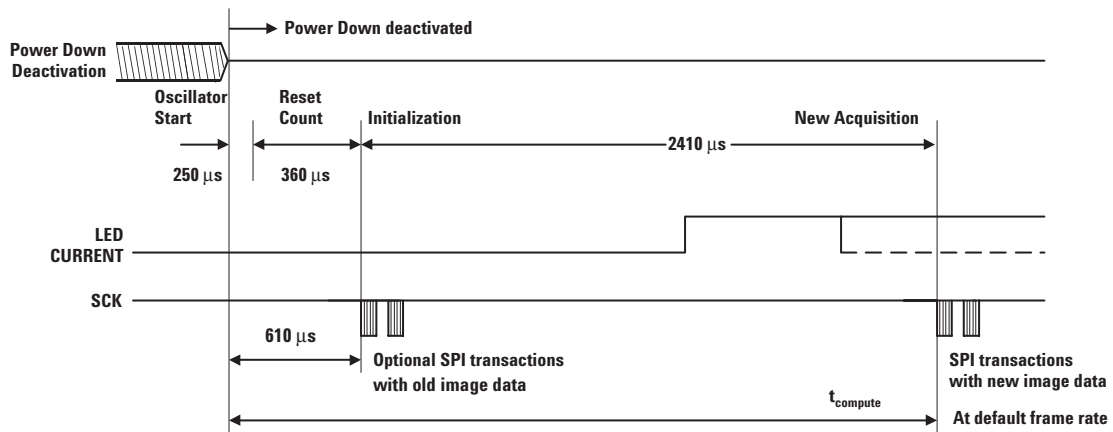 Power Down deactivated
Power Down
Deactivation
Oscillator
Start
Reset
Count
Initialization
New Acquisition
2410 μs
250 μs
360 μs
LED
CURRENT
SCK
610 μs
Optional SPI transactions
with old image data
SPI transactions
with new image data
tcompute
At default frame rate